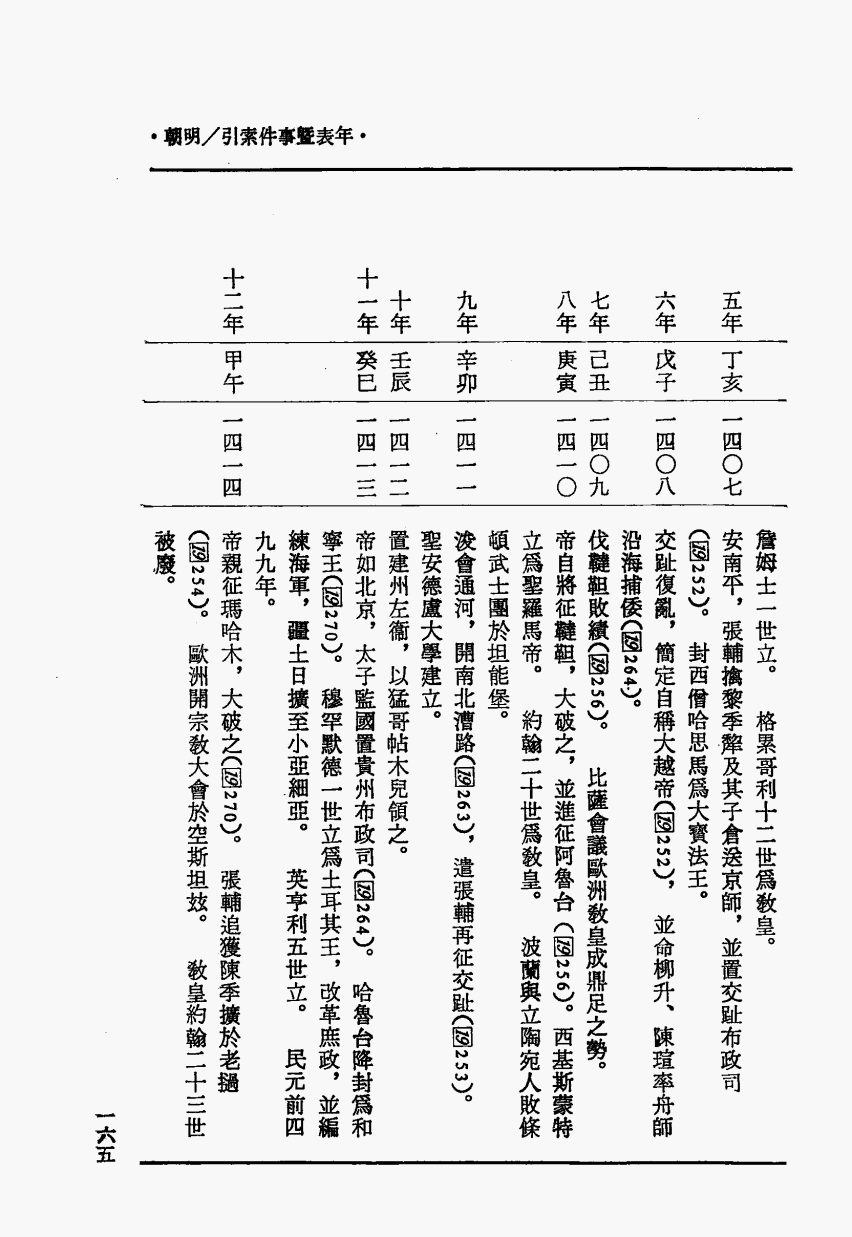 ·年表暨事件索引／明朝·
詹姆士一世立。　格累哥利十二世爲教皇。
五年　丁亥　一四〇七　安南平，張輔擒黎季犛及其子倉送京師，並置交趾布政司
(⑲252)。　封西僧哈思馬爲大寶法王。
六年　戊子　一四〇八　交趾復亂，簡定自稱大越帝(⑲252)，　並命柳升、陳瑄率舟師
沿海捕倭(⑲264)。
七年　己丑　一四〇九　伐韃靼敗績(⑲256)。　比薩會議歐洲教皇成鼎足之勢。
八年　庚寅　一四一〇　帝自將征韃靼，大破之，並進征阿魯台(⑲256)。西基斯蒙特
立爲聖羅馬帝。　約翰二十世爲教皇。　波蘭與立陶宛人敗條
頓武士團於坦能堡。
九年　辛卯　一四一一　浚會通河，開南北漕路(⑲263)，遣張輔再征交趾(⑲253)。
聖安德盧大學建立。
十年　壬辰　一四一二　置建州左衞，以猛哥帖木兒領之。
十一年　癸巳　一四一三　帝如北京，太子監國置貴州布政司(⑲264)。　哈魯台降封爲和
寧王(⑲270)。　穆罕默德一世立爲土耳其王，改革庶政，並編
練海軍，疆土日擴至小亞細亞。　英亨利五世立。　民元前四
九九年。
十二年　甲午　一四一四　帝親征瑪哈木，大破之(⑲270)。　張輔追獲陳季擴於老撾
(⑲254)。　歐洲開宗教大會於空斯坦玆。　教皇約翰二十三世
被廢。
一六五